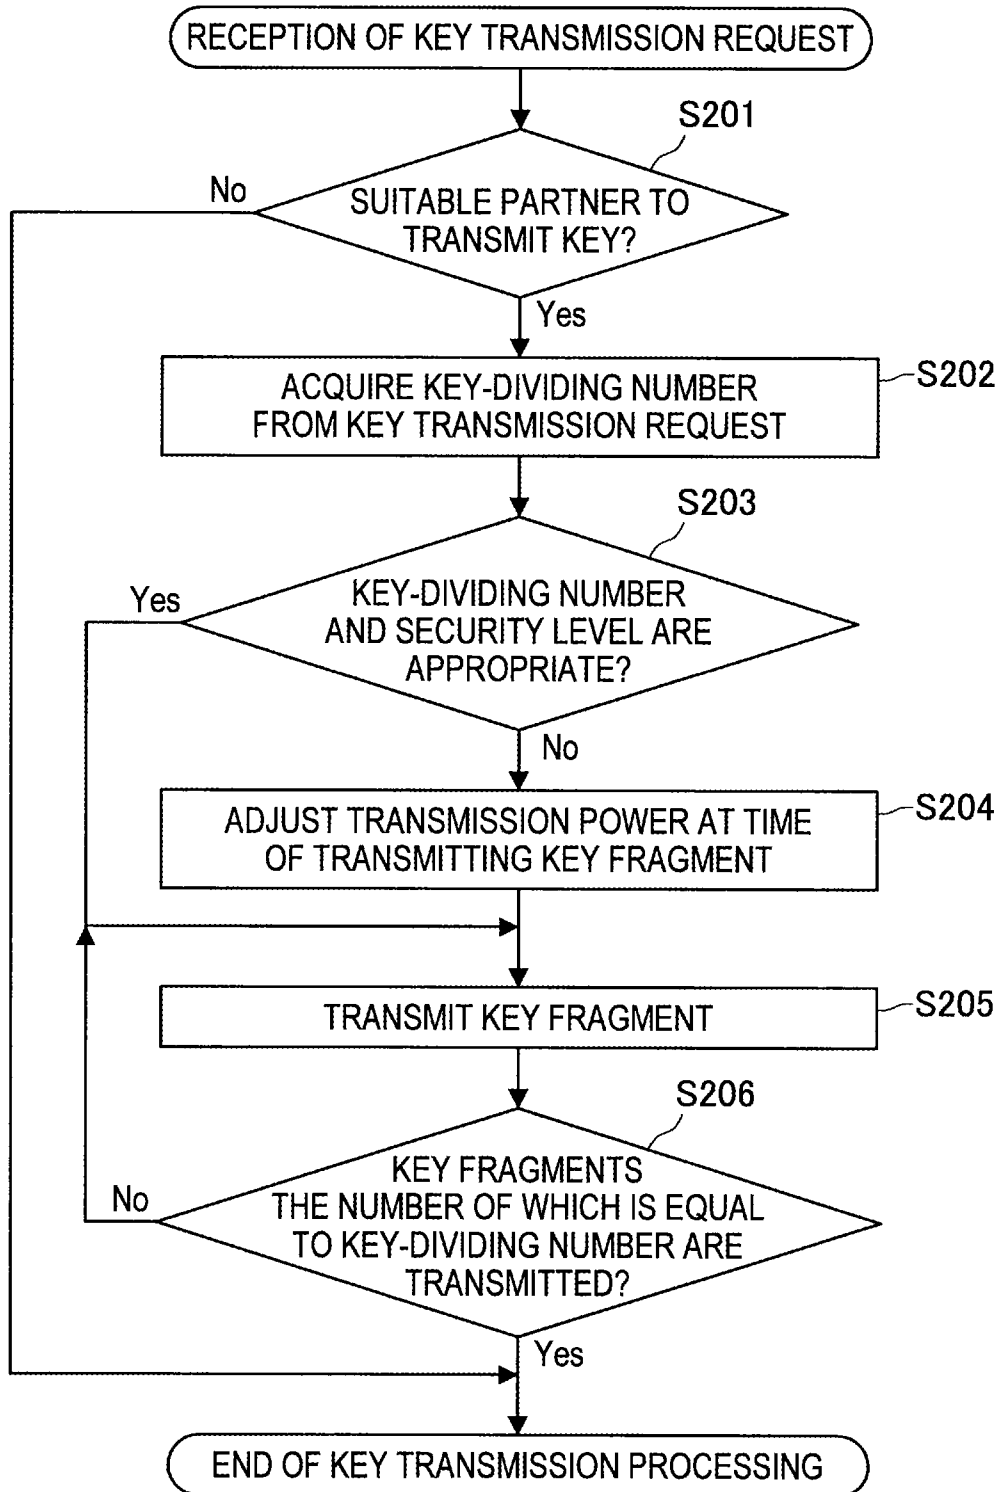 RECEPTION OF KEY TRANSMISSION REQUEST
S201
No
SUITABLE PARTNER TO
TRANSMIT KEY?
Yes
S202
ACQUIRE KEY-DIVIDING NUMBER
FROM KEY TRANSMISSION REQUEST
S203
Yes
KEY-DIVIDING NUMBER
AND SECURITY LEVEL ARE
APPROPRIATE?
No
S204
ADJUST TRANSMISSION POWER AT TIME
OF TRANSMITTING KEY FRAGMENT
S205
TRANSMIT KEY FRAGMENT
S206
No
KEY FRAGMENTS
THE NUMBER OF WHICH IS EQUAL
TO KEY-DIVIDING NUMBER ARE
TRANSMITTED?
Yes
END OF KEY TRANSMISSION PROCESSING